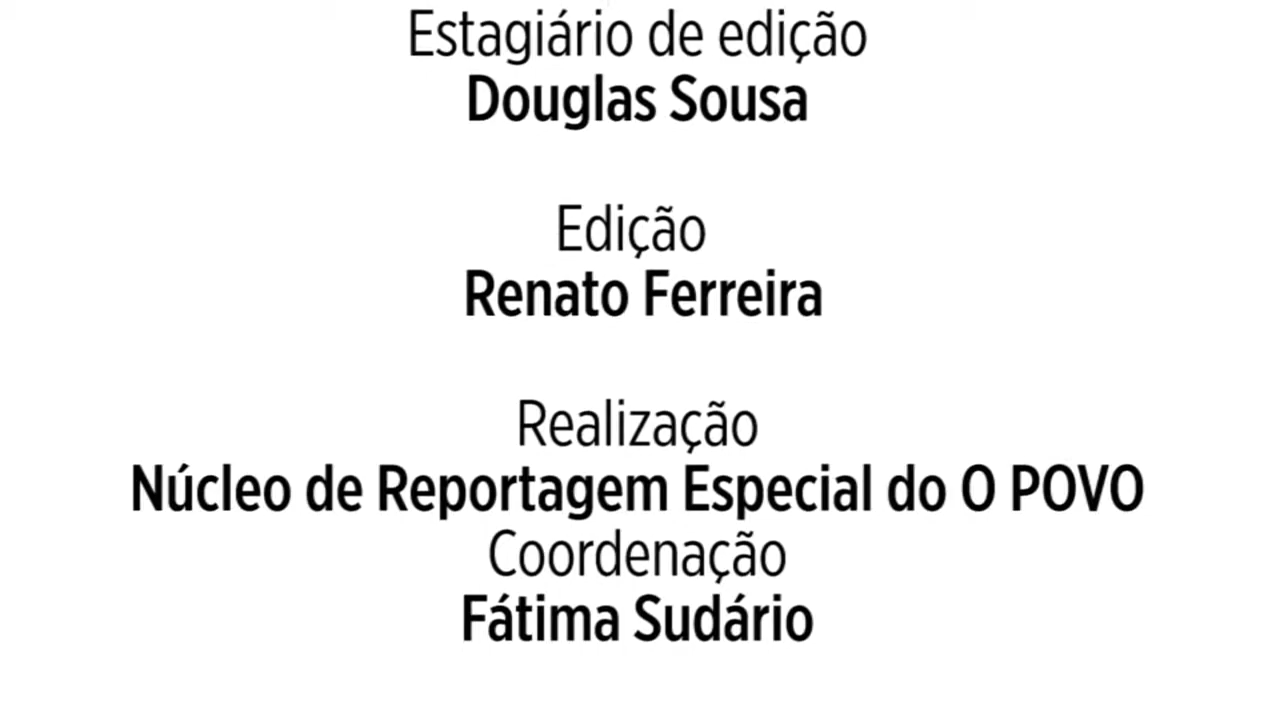 Estagiário de edição
Douglas Sousa
Edição
Renato Ferreira
Realização
Núcleo de Reportagem Especial do O POVO
Coordenação
Fátima Sudário